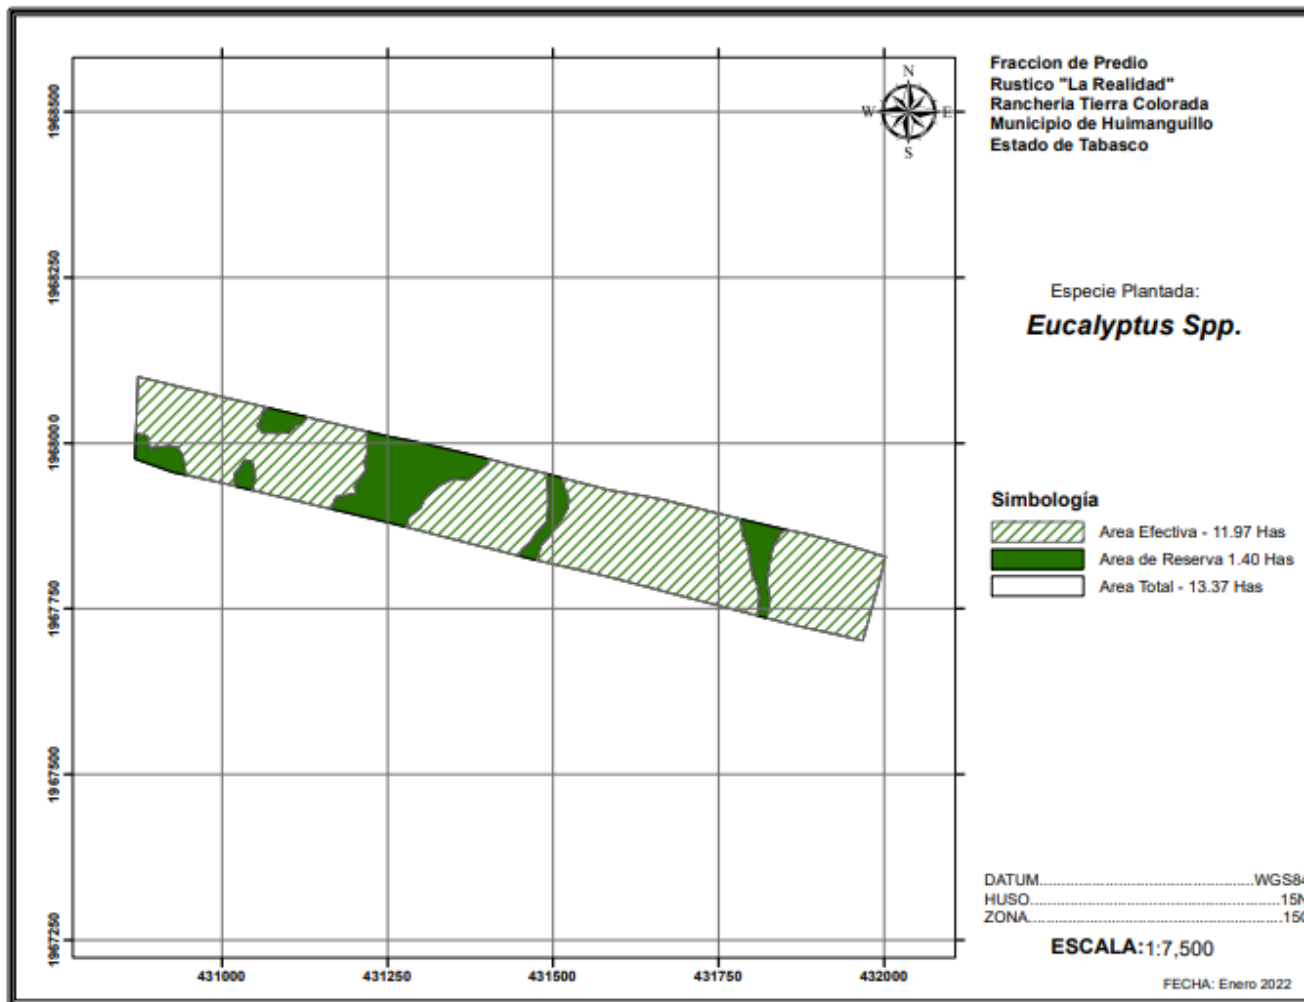 Fraccion de Predio
Rustico "La Realidad"
Rancheria Tierra Colorada
Municipio de Huimanguillo
Estado de Tabasco
N
W E
S
Especie Plantada:
Eucalyptus Spp.
Simbología
Area Efectiva - 11.97 Has
Area de Reserva 1.40 Has
Area Total - 13.37 Has
1968500
1968250
1968000
1967750
1967500
1967250
431000 431250 431500 431750 432000
DATUM WGS84
HUSO 15N
ZONA
ESCALA:1:7,500
FECHA: Enero 2022